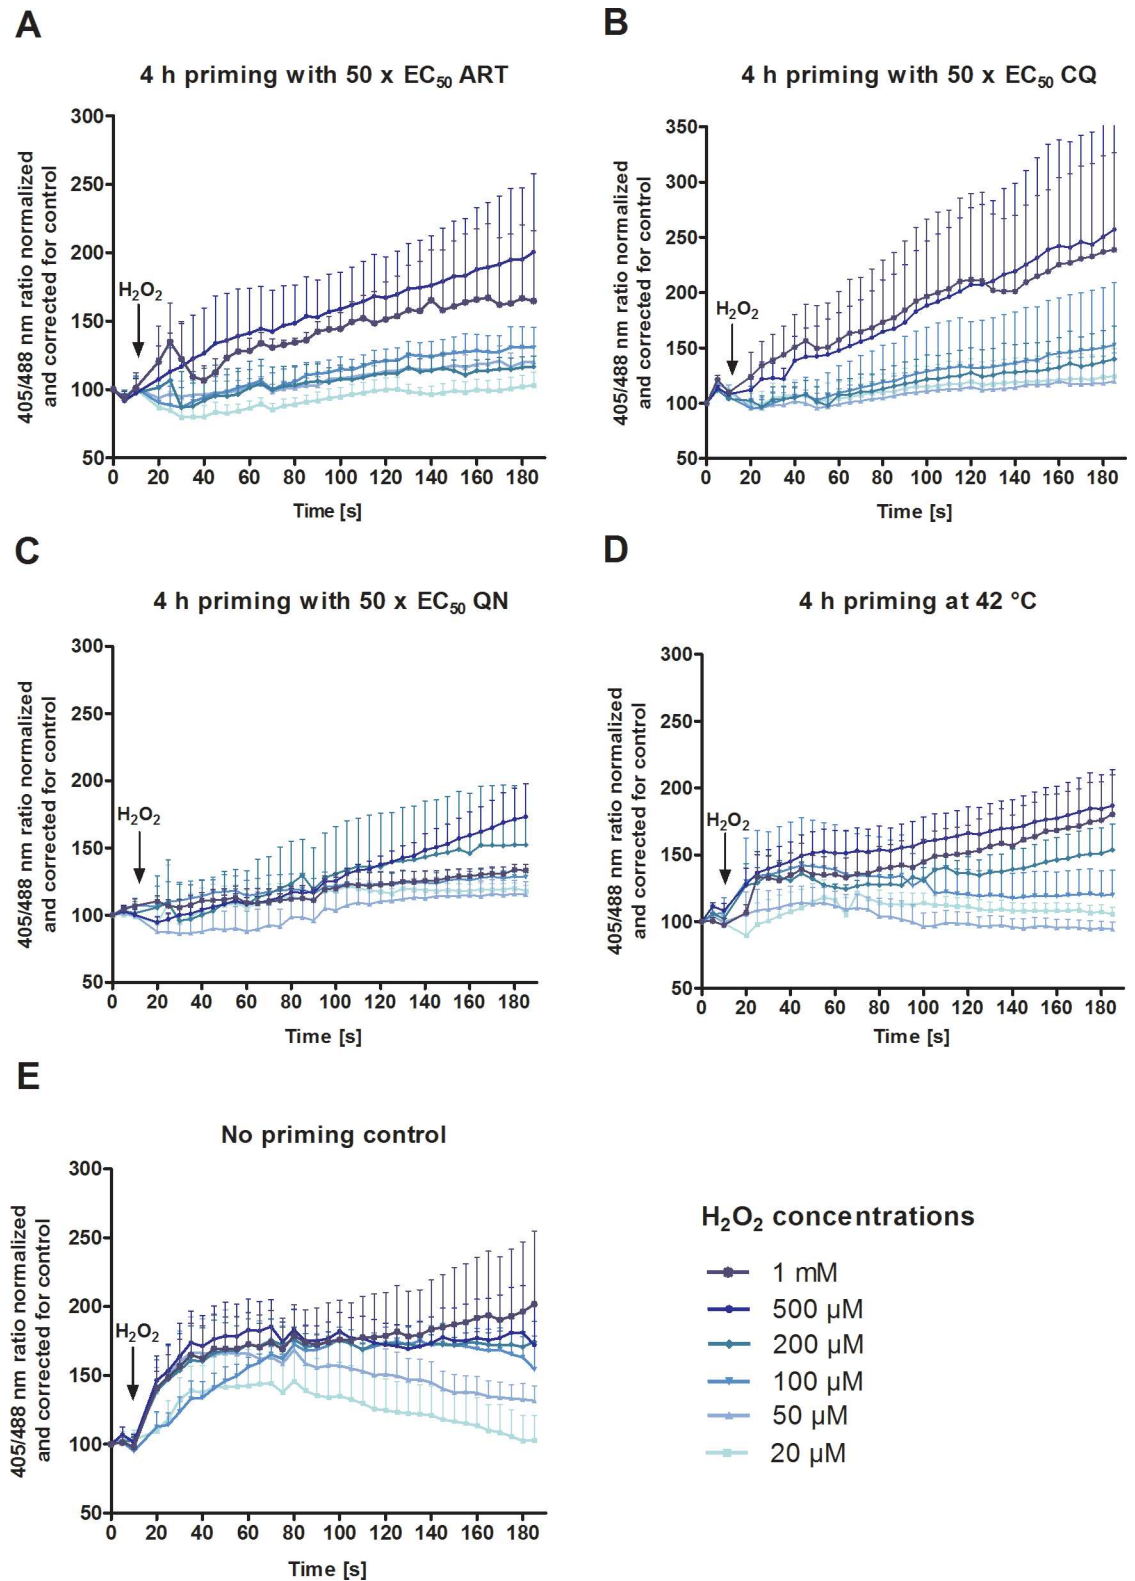 A
4 h priming with 50 x EC₅₀ ART
405/488 nm ratio normalized
and corrected for control
300
250
200
150
100
50
H₂O₂
0 20 40 60 80 100 120 140 160 180
Time [s]
B
4 h priming with 50 x EC₅₀ CQ
405/488 nm ratio normalized
and corrected for control
350
300
250
200
150
100
50
H₂O₂
0 20 40 60 80 100 120 140 160 180
Time [s]
C
4 h priming with 50 x EC₅₀ QN
405/488 nm ratio normalized
and corrected for control
300
250
200
150
100
50
H₂O₂
0 20 40 60 80 100 120 140 160 180
Time [s]
D
4 h priming at 42 °C
405/488 nm ratio normalized
and corrected for control
300
250
200
150
100
50
H₂O₂
0 20 40 60 80 100 120 140 160 180
Time [s]
E
No priming control
405/488 nm ratio normalized
and corrected for control
300
250
200
150
100
50
H₂O₂
0 20 40 60 80 100 120 140 160 180
Time [s]
H₂O₂ concentrations
1 mM
500 µM
200 µM
100 µM
50 µM
20 µM